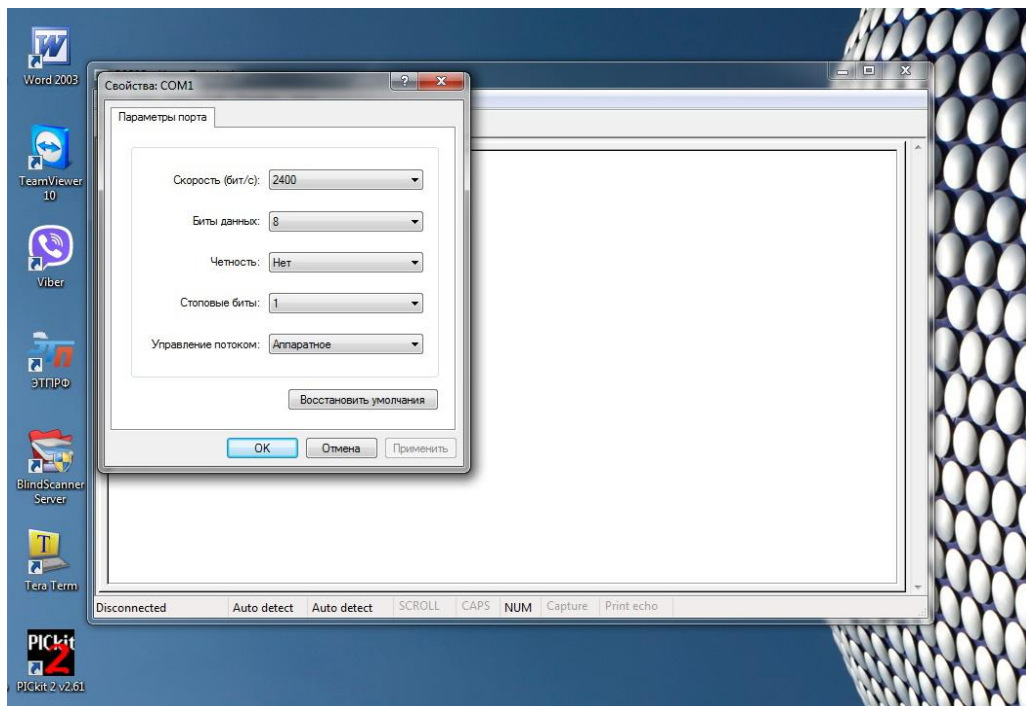 Word 2003
TeamViewer
10
Viber
ЭТПРФ
BlindScanner
Server
T
Tera Term
PICkit
2
PICkit 2 v2.61
Свойства: COM1
Параметры порта
Скорость (бит/с): 2400
Биты данных: 8
Четность: Нет
Стоповые биты: 1
Управление потоком: Аппаратное
Восстановить умолчания
OK
Отмена
Применить
Disconnected
Auto detect
Auto detect
SCROLL
CAPS
NUM
Capture
Print echo